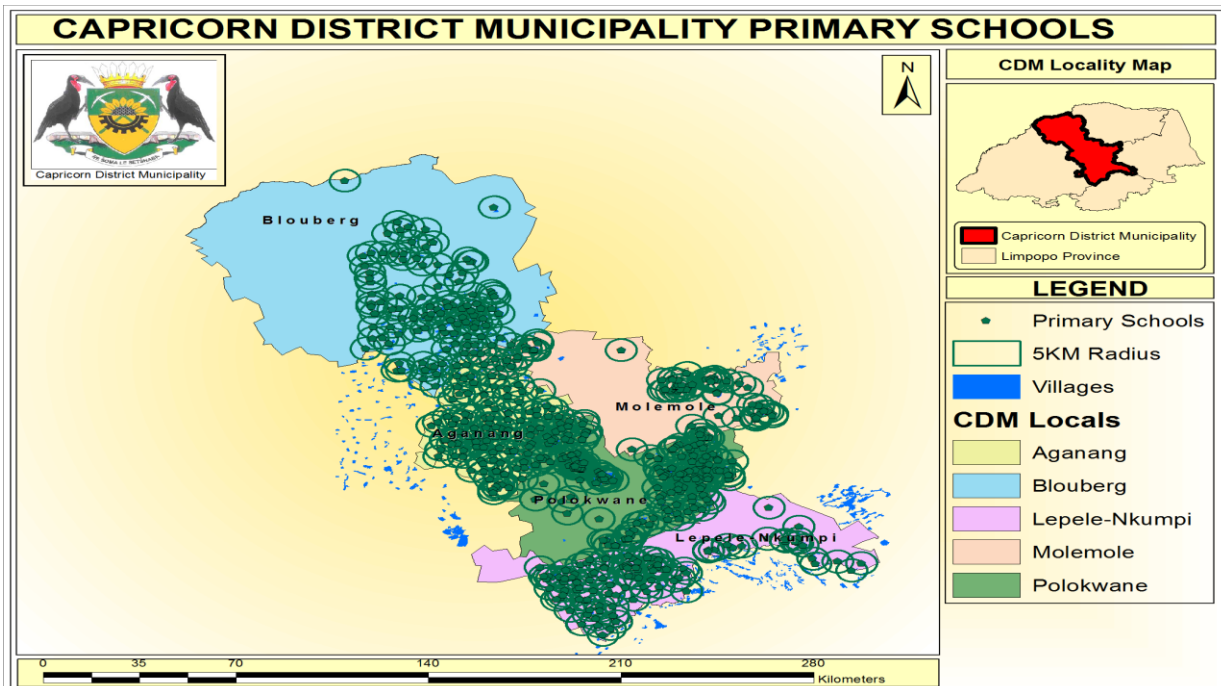 CAPRICORN DISTRICT MUNICIPALITY PRIMARY SCHOOLS
Capricorn District Municipality
N
Blouberg
Molemole
Aganang
Polokwane
Lepele-Nkumpi
0 35 70 140 210 280
Kilometers
CDM Locality Map
Capricorn District Municipality
Limpopo Province
LEGEND
Primary Schools
5KM Radius
Villages
CDM Locals
Aganang
Blouberg
Lepele-Nkumpi
Molemole
Polokwane